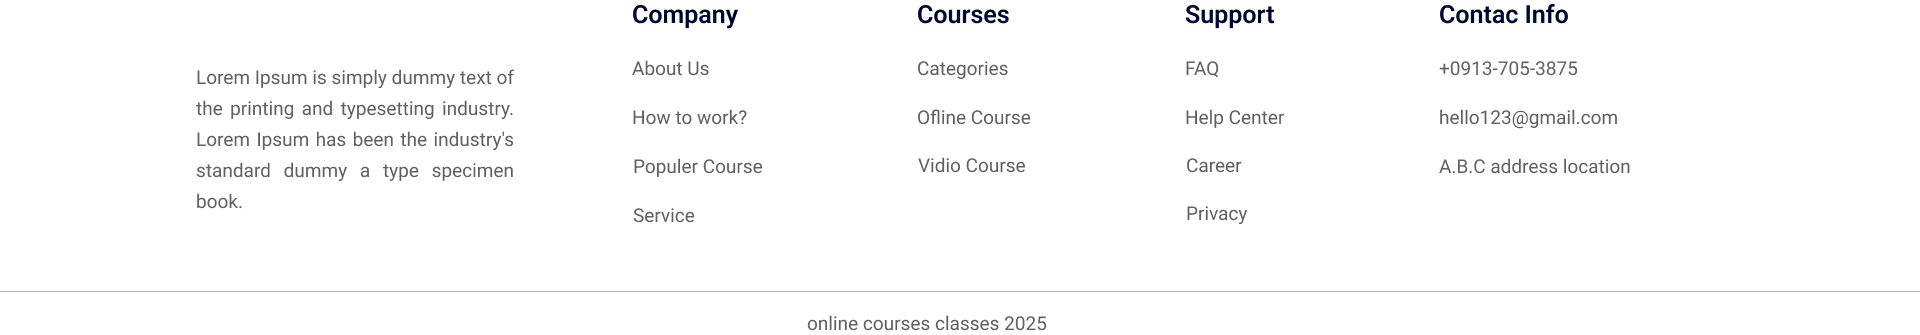 Lorem Ipsum is simply dummy text of
the printing and typesetting industry.
Lorem Ipsum has been the industry's
standard dummy a type specimen
book.
Company
About Us
How to work?
Populer Course
Service
Courses
Categories
Ofline Course
Vidio Course
Support
FAQ
Help Center
Career
Privacy
Contac Info
+0913-705-3875
hello123@gmail.com
A.B.C address location
online courses classes 2025